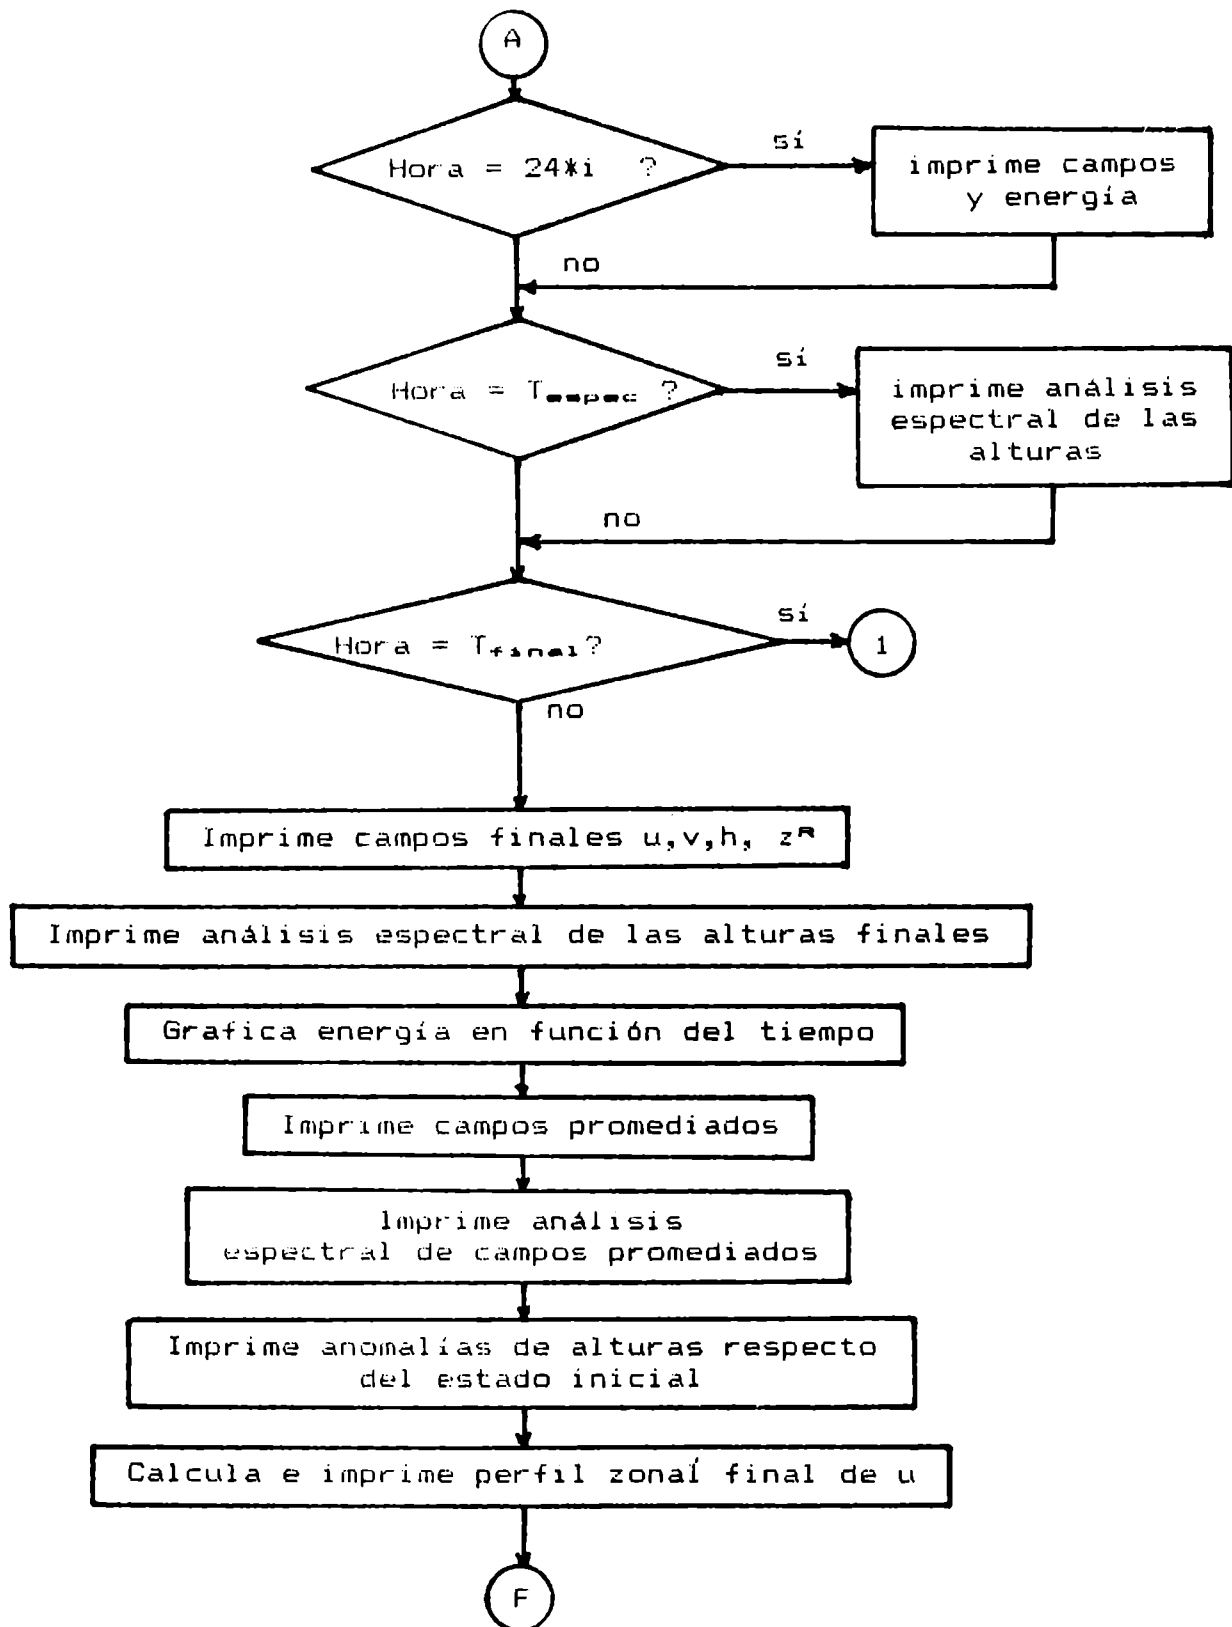 A
Hora = 24*i ?
sí
imprime campos
y energía
no
Hora = T espec ?
sí
imprime análisis
espectral de las
alturas
no
Hora = T final ?
sí
1
no
Imprime campos finales u,v,h, z^R
Imprime análisis espectral de las alturas finales
Grafica energía en función del tiempo
Imprime campos promediados
Imprime análisis
espectral de campos promediados
Imprime anomalías de alturas respecto
del estado inicial
Calcula e imprime perfil zonal final de u
F